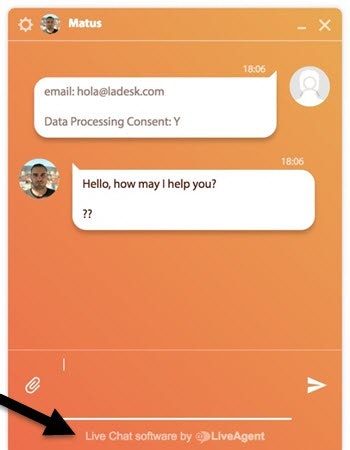 Matus
18:06
email: hola@ladesk.com
Data Processing Consent: Y
18:06
Hello, how may I help you?
??
Live Chat software by LiveAgent